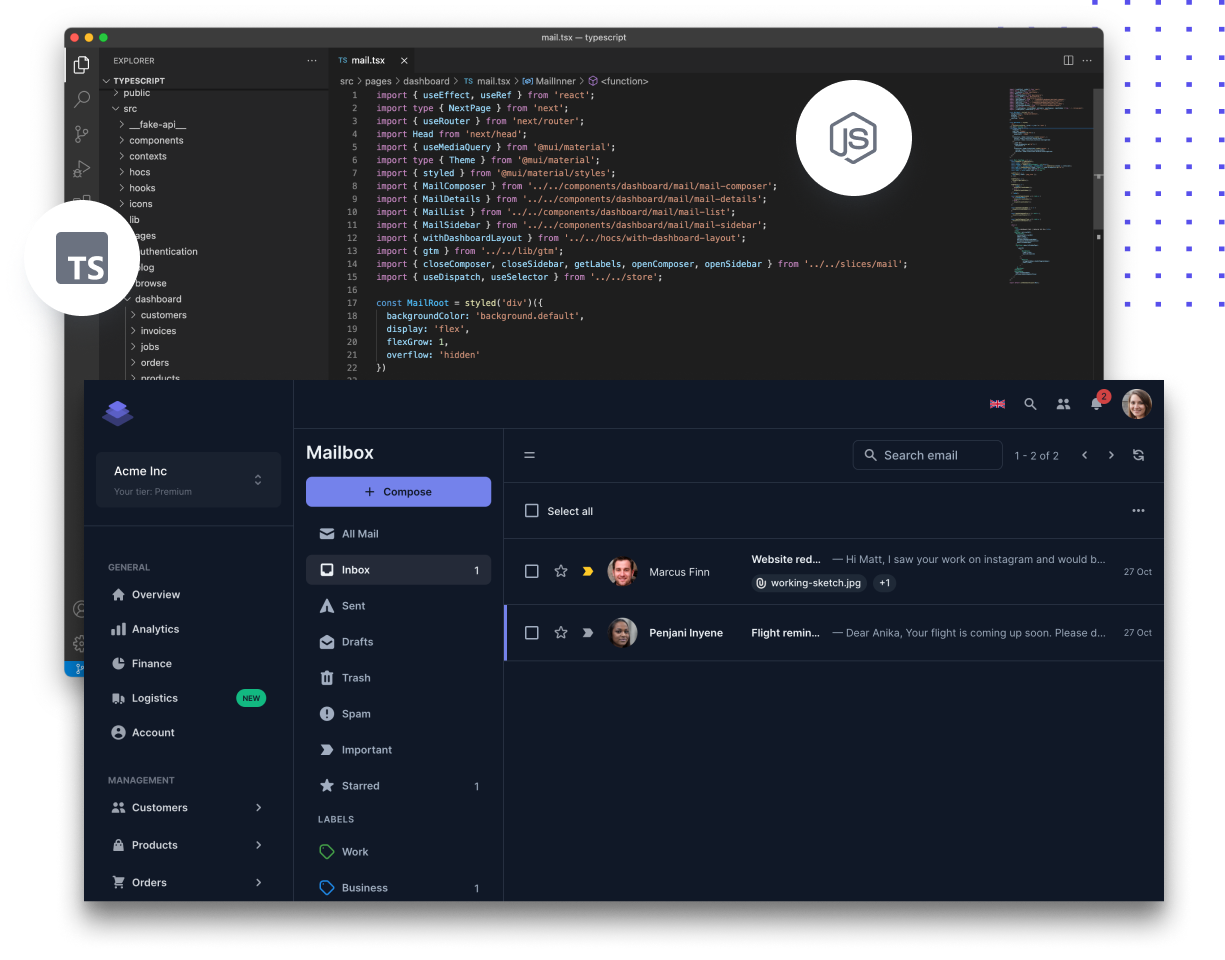 mail.tsx — typescript
EXPLORER ···
TYPESCRIPT
public
src
__fake-api__
components
contexts
hocs
hooks
icons
lib
ages
uthentication
log
browse
dashboard
customers
invoices
jobs
orders
products
TS mail.tsx ×
src > pages > dashboard > TS mail.tsx > MailInner > <function>
1 import { useEffect, useRef } from 'react';
2 import type { NextPage } from 'next';
3 import { useRouter } from 'next/router';
4 import Head from 'next/head';
5 import { useMediaQuery } from '@mui/material';
6 import type { Theme } from '@mui/material';
7 import { styled } from '@mui/material/styles';
8 import { MailComposer } from '../../components/dashboard/mail/mail-composer';
9 import { MailDetails } from '../../components/dashboard/mail/mail-details';
10 import { MailList } from '../../components/dashboard/mail/mail-list';
11 import { MailSidebar } from '../../components/dashboard/mail/mail-sidebar';
12 import { withDashboardLayout } from '../../hocs/with-dashboard-layout';
13 import { gtm } from '../../lib/gtm';
14 import { closeComposer, closeSidebar, getLabels, openComposer, openSidebar } from '../../slices/mail';
15 import { useDispatch, useSelector } from '../../store';
16
17 const MailRoot = styled('div')({
18 backgroundColor: 'background.default',
19 display: 'flex',
20 flexGrow: 1,
21 overflow: 'hidden'
22 })
JS
TS
2
Acme Inc
Your tier: Premium
GENERAL
Overview
Analytics
Finance
Logistics NEW
Account
MANAGEMENT
Customers
Products
Orders
Mailbox
+ Compose
All Mail
Inbox 1
Sent
Drafts
Trash
Spam
Important
Starred 1
LABELS
Work
Business 1
Search email 1 - 2 of 2
Select all
Marcus Finn Website red... — Hi Matt, I saw your work on instagram and would b... 27 Oct
working-sketch.jpg +1
Penjani Inyene Flight remin... — Dear Anika, Your flight is coming up soon. Please d... 27 Oct